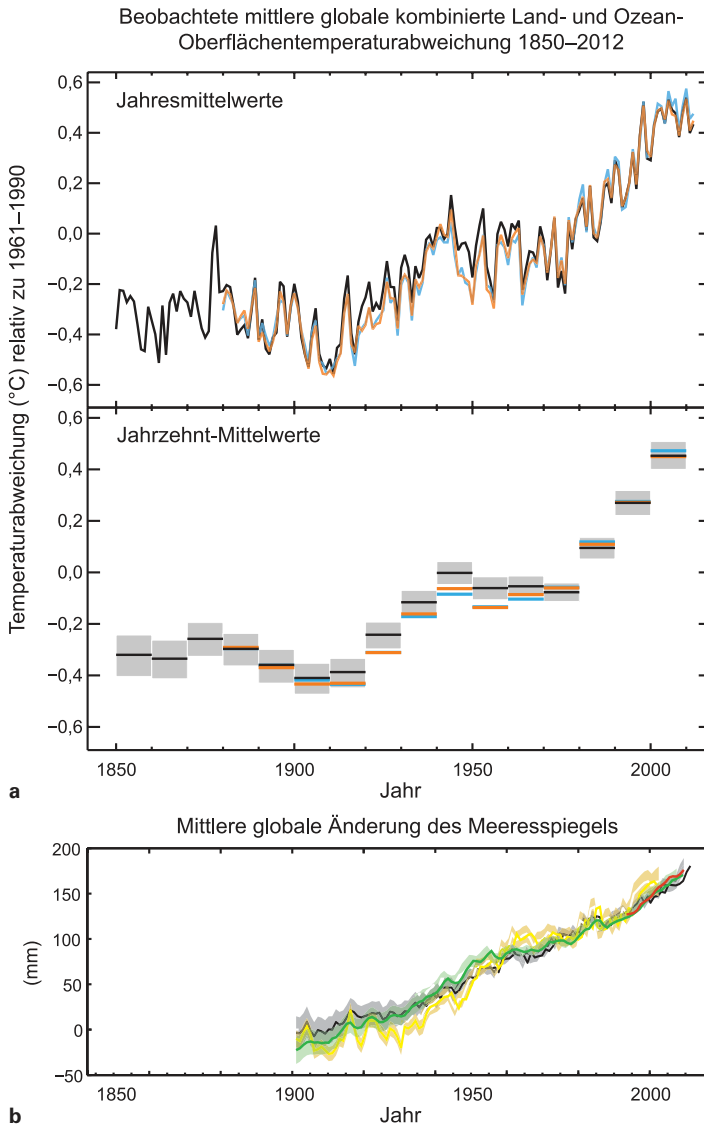 Beobachtete mittlere globale kombinierte Land- und Ozean-
Oberflächentemperaturabweichung 1850–2012
Temperaturabweichung (°C) relativ zu 1961–1990
Jahresmittelwerte
0,6
0,4
0,2
0,0
−0,2
−0,4
−0,6
Jahrzehnt-Mittelwerte
0,4
0,2
0,0
−0,2
−0,4
−0,6
1850
1900
1950
2000
a
Jahr
Mittlere globale Änderung des Meeresspiegels
(mm)
200
150
100
50
0
−50
1850
1900
1950
2000
b
Jahr